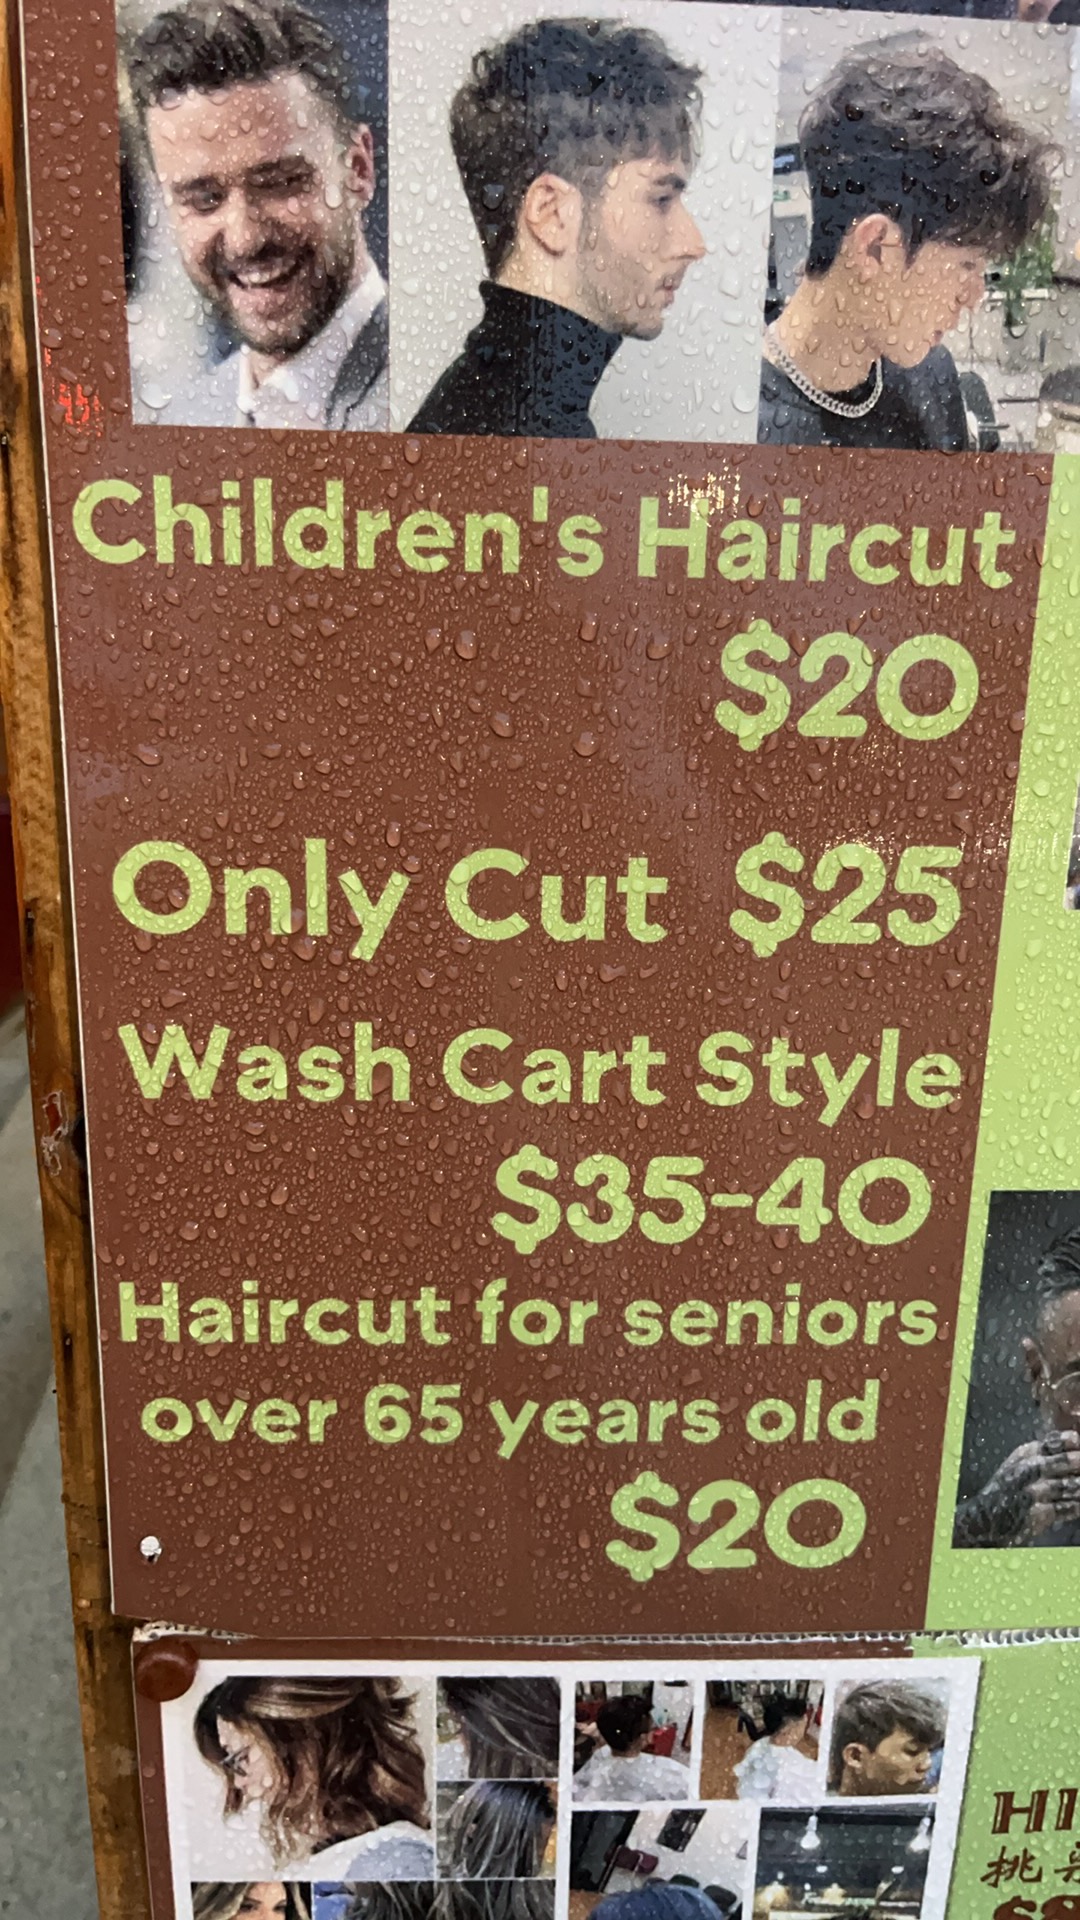 Children's Haircut
$20
Only Cut $25
Wash Cart Style
$35-40
Haircut for seniors
over 65 years old
$20